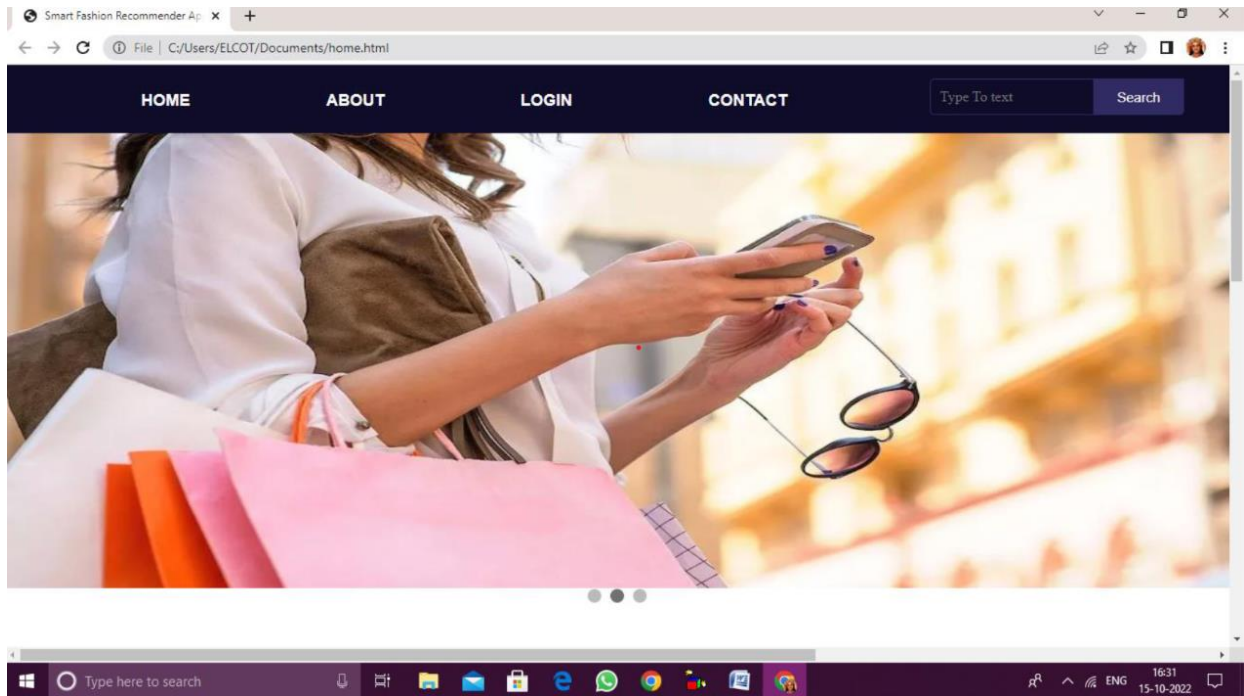 Smart Fashion Recommender Ap
File | C:/Users/ELCOT/Documents/home.html
HOME ABOUT LOGIN CONTACT Type To text Search
Type here to search ENG 16:31
15-10-2022